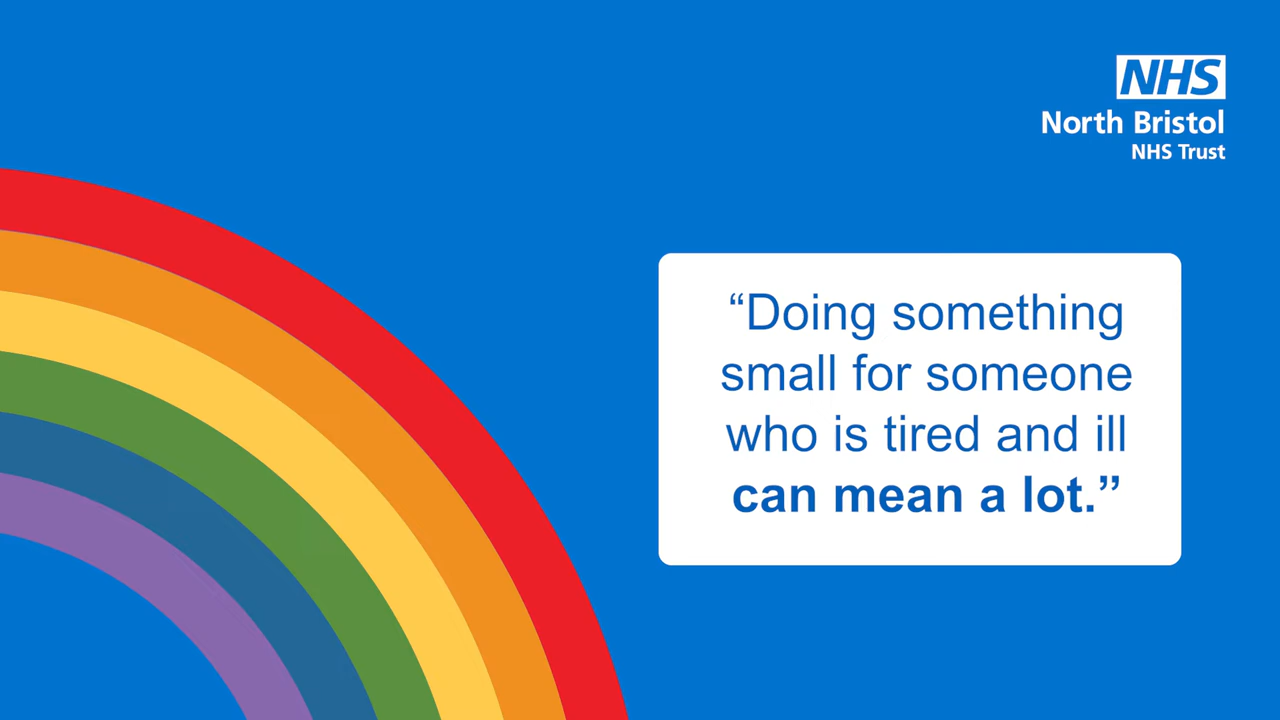 NHS
North Bristol
NHS Trust
“Doing something
small for someone
who is tired and ill
can mean a lot.”